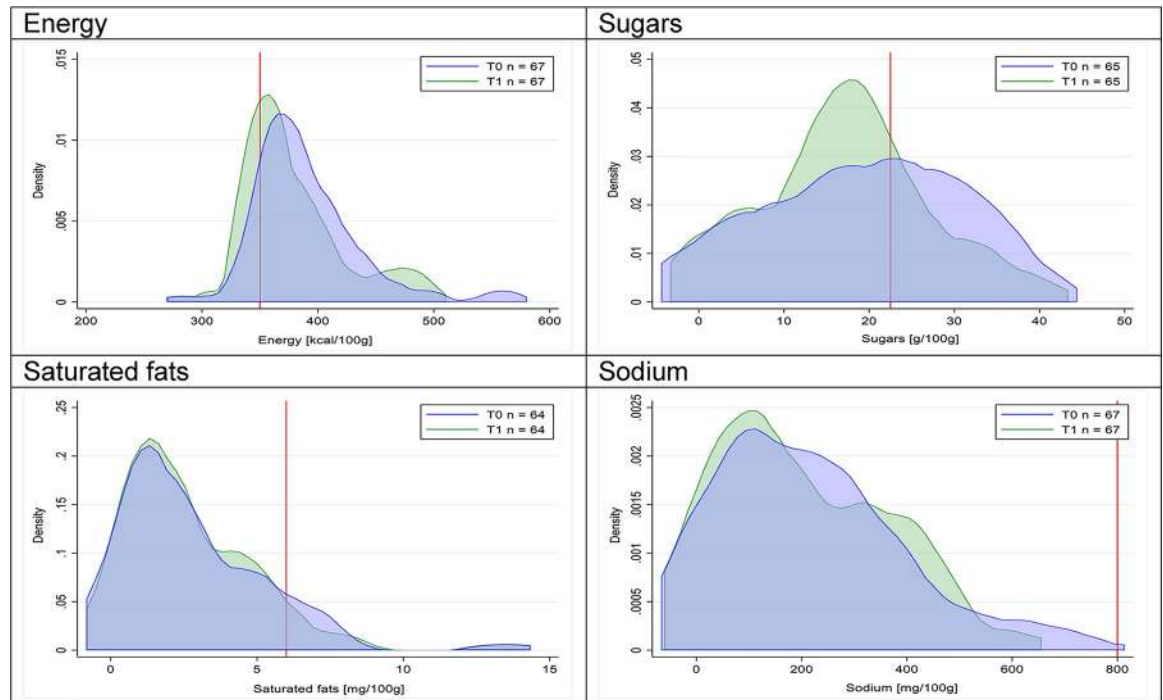 Energy
Sugars
.015
.01
.005
0
Density
T0 n = 67
T1 n = 67
200 300 400 500 600
Energy [kcal/100g]
.05
.04
.03
.02
.01
0
Density
T0 n = 65
T1 n = 65
0 10 20 30 40 50
Sugars [g/100g]
Saturated fats
Sodium
.25
.2
.15
.1
.05
0
Density
T0 n = 64
T1 n = 64
0 5 10 15
Saturated fats [mg/100g]
.0025
.002
.0015
.001
.0005
0
Density
T0 n = 67
T1 n = 67
0 200 400 600 800
Sodium [mg/100g]